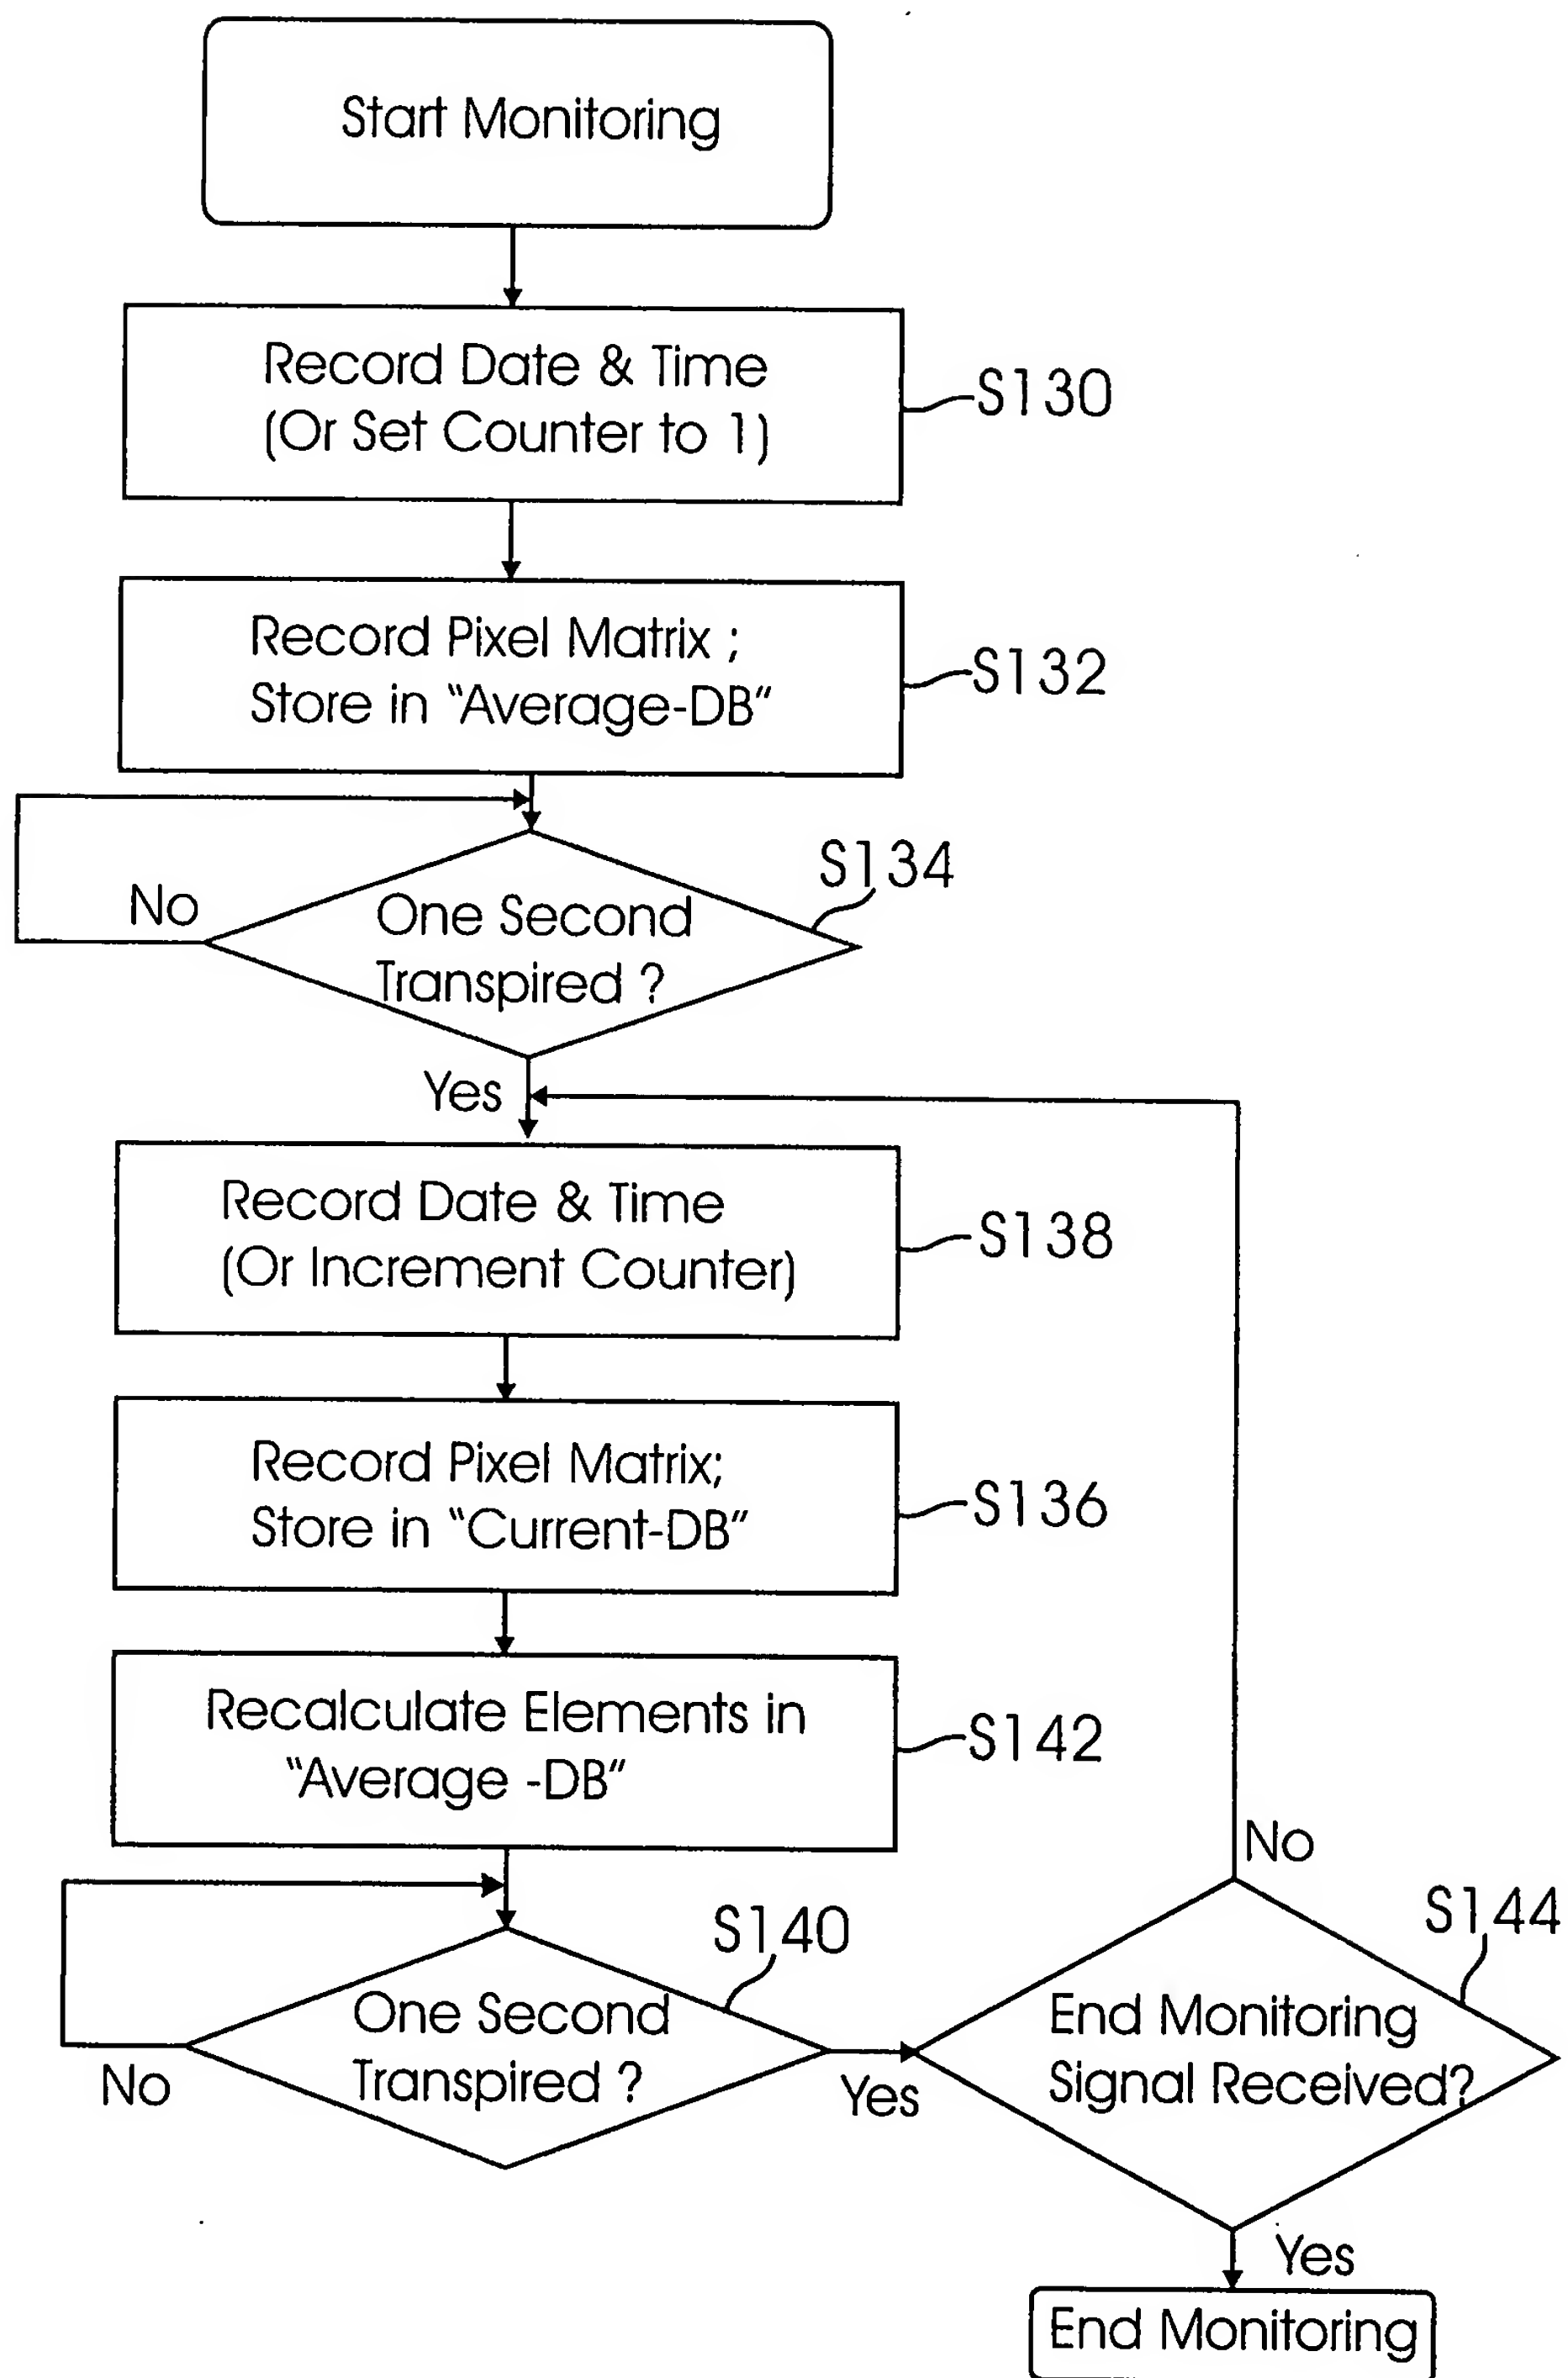 Start Monitoring
Record Date & Time
(Or Set Counter to 1)
S130
Record Pixel Matrix ;
Store in "Average-DB"
S132
S134
No
One Second
Transpired ?
Yes
Record Date & Time
(Or Increment Counter)
S138
Record Pixel Matrix;
Store in "Current-DB"
S136
Recalculate Elements in
"Average -DB"
S142
No
S140
S144
One Second
Transpired ?
No
Yes
End Monitoring
Signal Received?
Yes
End Monitoring